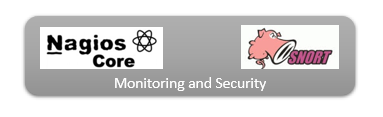 Nagios
Core
SNORT
Monitoring and Security